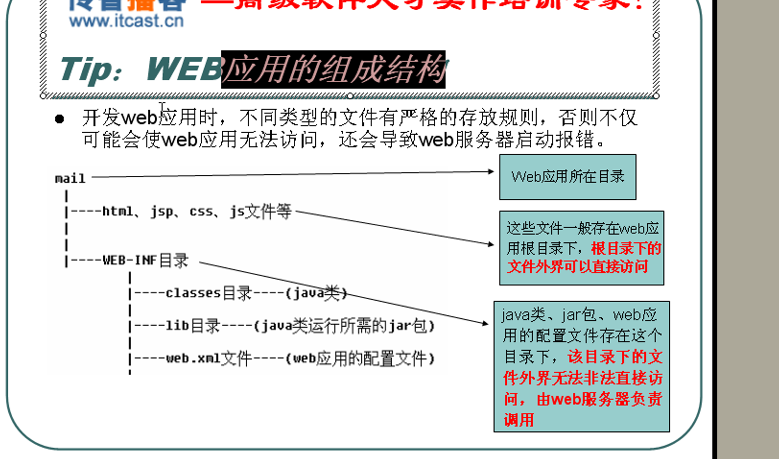 传智播客 —高级软件人才实作培训专家!
www.itcast.cn
Tip：WEB应用的组成结构
● 开发web应用时，不同类型的文件有严格的存放规则，否则不仅
可能会使web应用无法访问，还会导致web服务器启动报错。
mail
Web应用所在目录
|----html、jsp、css、js文件等
这些文件一般存在web应
用根目录下，根目录下的
文件外界可以直接访问
|----WEB-INF目录
|----classes目录----(java类)
|----lib目录----(java类运行所需的jar包)
|----web.xml文件----(web应用的配置文件)
java类、jar包、web应
用的配置文件存在这个
目录下，该目录下的文
件外界无法非法直接访
问，由web服务器负责
调用